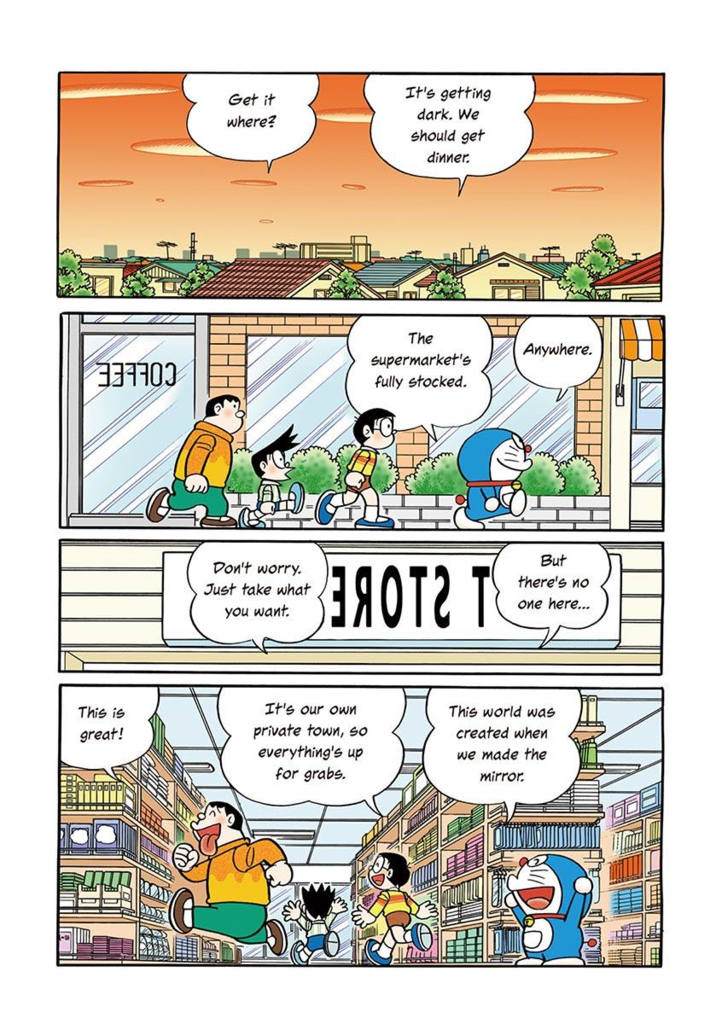 It's getting
dark. We
should get
dinner.
Get it
where?
Anywhere.
The
supermarket's
fully stocked.
COFFEE
But
there's no
one here...
T STORE
Don't worry.
Just take what
you want.
This world was
created when
we made the
mirror.
It's our own
private town, so
everything's up
for grabs.
This is
great!